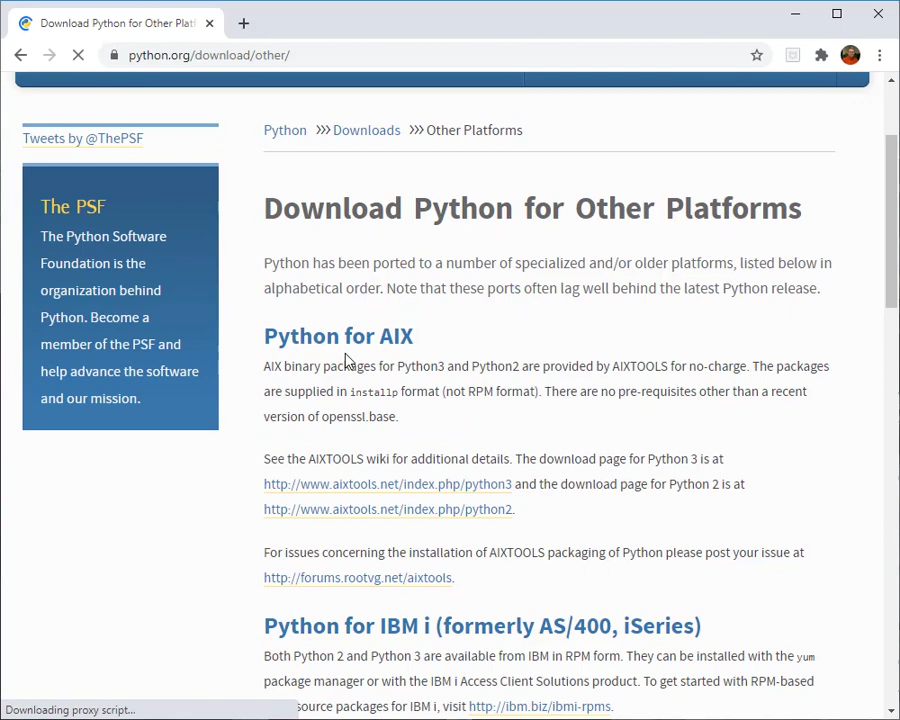 Download Python for Other Plat
python.org/download/other/
Tweets by @ThePSF
The PSF
The Python Software
Foundation is the
organization behind
Python. Become a
member of the PSF and
help advance the software
and our mission.
Python >>> Downloads >>> Other Platforms
Download Python for Other Platforms
Python has been ported to a number of specialized and/or older platforms, listed below in
alphabetical order. Note that these ports often lag well behind the latest Python release.
Python for AIX
AIX binary packages for Python3 and Python2 are provided by AIXTOOLS for no-charge. The packages
are supplied in installp format (not RPM format). There are no pre-requisites other than a recent
version of openssl.base.
See the AIXTOOLS wiki for additional details. The download page for Python 3 is at
http://www.aixtools.net/index.php/python3 and the download page for Python 2 is at
http://www.aixtools.net/index.php/python2.
For issues concerning the installation of AIXTOOLS packaging of Python please post your issue at
http://forums.rootvg.net/aixtools.
Python for IBM i (formerly AS/400, iSeries)
Both Python 2 and Python 3 are available from IBM in RPM form. They can be installed with the yum
package manager or with the IBM i Access Client Solutions product. To get started with RPM-based
source packages for IBM i, visit http://ibm.biz/ibmi-rpms.
Downloading proxy script...